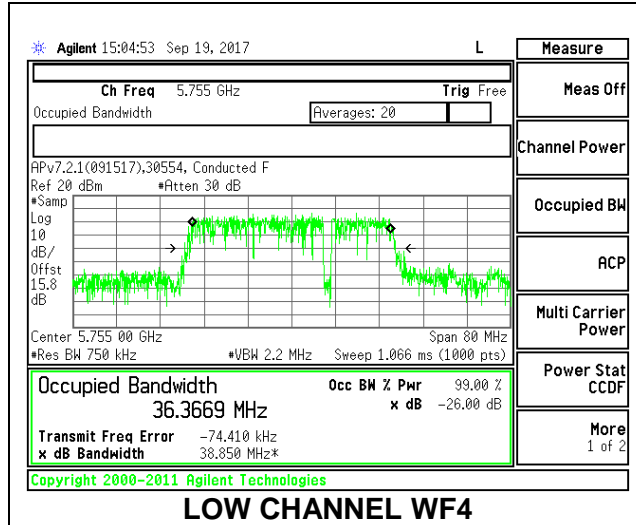 Agilent 15:04:53 Sep 19, 2017 L
Measure
Ch Freq 5.755 GHz Trig Free
Occupied Bandwidth Averages: 20
APv7.2.1(091517),30554, Conducted F
Ref 20 dBm #Atten 30 dB
#Samp
Log
10
dB/
Offst
15.8
dB
Center 5.755 00 GHz Span 80 MHz
#Res BW 750 kHz #VBW 2.2 MHz Sweep 1.066 ms (1000 pts)
Occupied Bandwidth Occ BW % Pwr 99.00 %
36.3669 MHz x dB -26.00 dB
Transmit Freq Error -74.410 kHz
x dB Bandwidth 38.850 MHz*
Meas Off
Channel Power
Occupied BW
ACP
Multi Carrier
Power
Power Stat
CCDF
More
1 of 2
Copyright 2000-2011 Agilent Technologies
LOW CHANNEL WF4